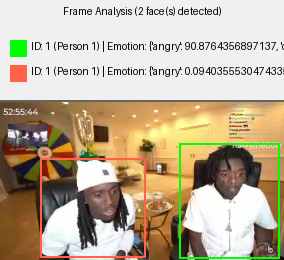 Frame Analysis (2 face(s) detected)
ID: 1 (Person 1) | Emotion: {'angry': 90.8764356897137, '
ID: 1 (Person 1) | Emotion: {'angry': 0.0940355530474433
52:55:44